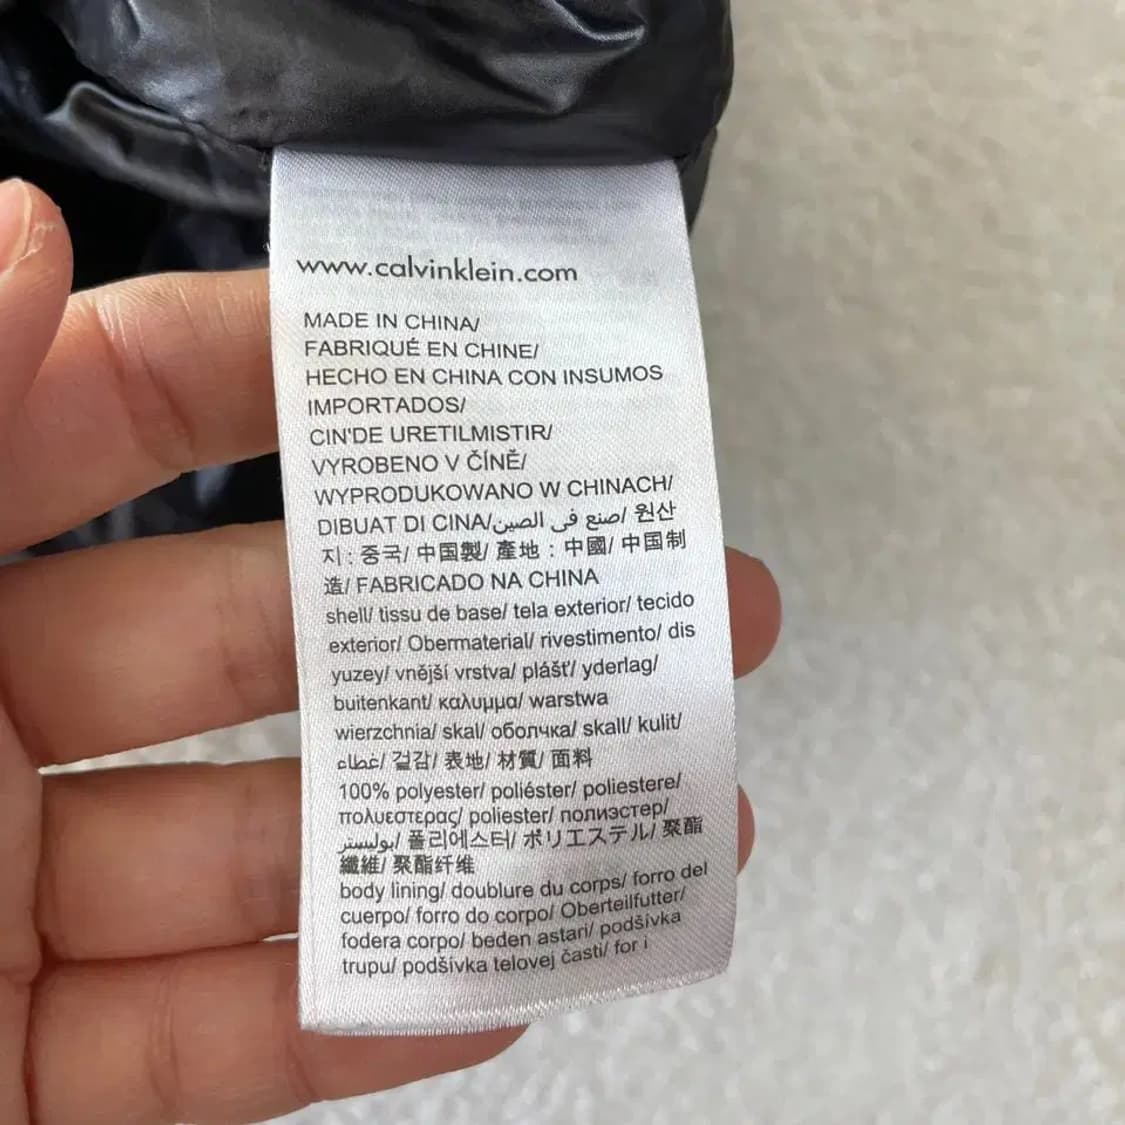 www.calvinklein.com
MADE IN CHINA/
FABRIQUÉ EN CHINE/
HECHO EN CHINA CON INSUMOS
IMPORTADOS/
CIN'DE URETILMISTIR/
VYROBENO V ČÍNĚ/
WYPRODUKOWANO W CHINACH/
DIBUAT DI CINA/صنع في الصين/ 원산
지: 중국/ 中国製/ 產地：中國/ 中国制
造/ FABRICADO NA CHINA
shell/ tissu de base/ tela exterior/ tecido
exterior/ Obermaterial/ rivestimento/ dis
yuzey/ vnější vrstva/ plášť/ yderlag/
buitenkant/ καλυμμα/ warstwa
wierzchnia/ skal/ оболчка/ skall/ kulit/
غطاء/ 겉감/ 表地/ 材質/ 面料
100% polyester/ poliéster/ poliestere/
πολυεστερας/ poliester/ полиэстер/
بوليستر/ 폴리에스터/ ポリエステル/ 聚酯
纖維/ 聚酯纤维
body lining/ doublure du corps/ forro del
cuerpo/ forro do corpo/ Oberteilfutter/
fodera corpo/ beden astari/ podšívka
trupu/ podšívka telovej časti/ for i